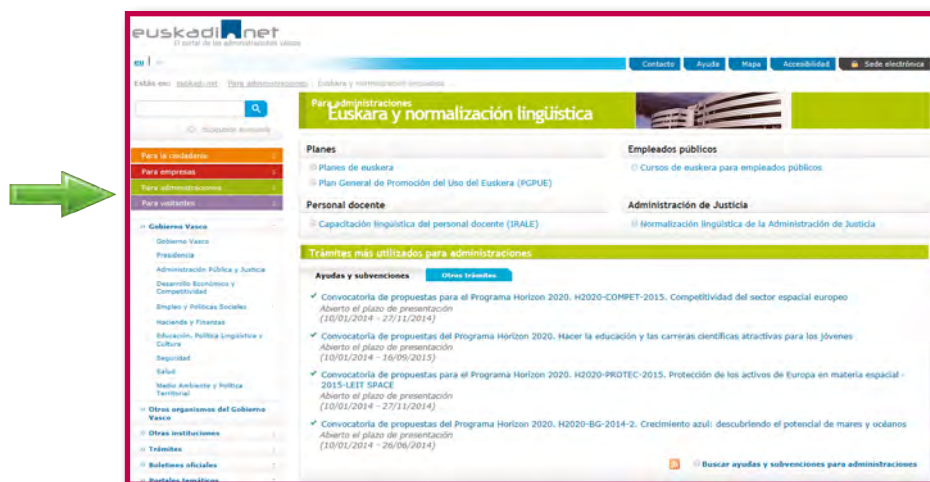 euskadi.net
El portal de las administraciones vascas
eu | es
Contacto Ayuda Mapa Accesibilidad Sede electrónica
Estás en: euskadi.net Para administraciones Euskara y normalización lingüística
Búsqueda avanzada
Para administraciones
Euskara y normalización lingüística
Para la ciudadanía
Para empresas
Para administraciones
Para visitantes
Gobierno Vasco
Gobierno Vasco
Presidencia
Administración Pública y Justicia
Desarrollo Económico y
Competitividad
Empleo y Políticas Sociales
Hacienda y Finanzas
Educación, Política Lingüística y
Cultura
Seguridad
Salud
Medio Ambiente y Política
Territorial
Otros organismos del Gobierno
Vasco
Otras instituciones
Trámites
Boletines oficiales
Portales temáticos
Planes
Planes de euskera
Plan General de Promoción del Uso del Euskera (PGPUE)
Empleados públicos
Cursos de euskera para empleados públicos
Personal docente
Capacitación lingüística del personal docente (IRALE)
Administración de Justicia
Normalización lingüística de la Administración de Justicia
Trámites más utilizados para administraciones
Ayudas y subvenciones Otros trámites
Convocatoria de propuestas para el Programa Horizon 2020. H2020-COMPET-2015. Competitividad del sector espacial europeo
Abierto el plazo de presentación
(10/01/2014 - 27/11/2014)
Convocatoria de propuestas del Programa Horizon 2020. Hacer la educación y las carreras científicas atractivas para los jóvenes
Abierto el plazo de presentación
(10/01/2014 - 16/09/2015)
Convocatoria de propuestas para el Programa Horizon 2020. H2020-PROTEC-2015. Protección de los activos de Europa en materia espacial -
2015-LEIT SPACE
Abierto el plazo de presentación
(10/01/2014 - 27/11/2014)
Convocatoria de propuestas para el Programa Horizon 2020. H2020-BG-2014-2. Crecimiento azul: descubriendo el potencial de mares y océanos
Abierto el plazo de presentación
(10/01/2014 - 26/06/2014)
Buscar ayudas y subvenciones para administraciones